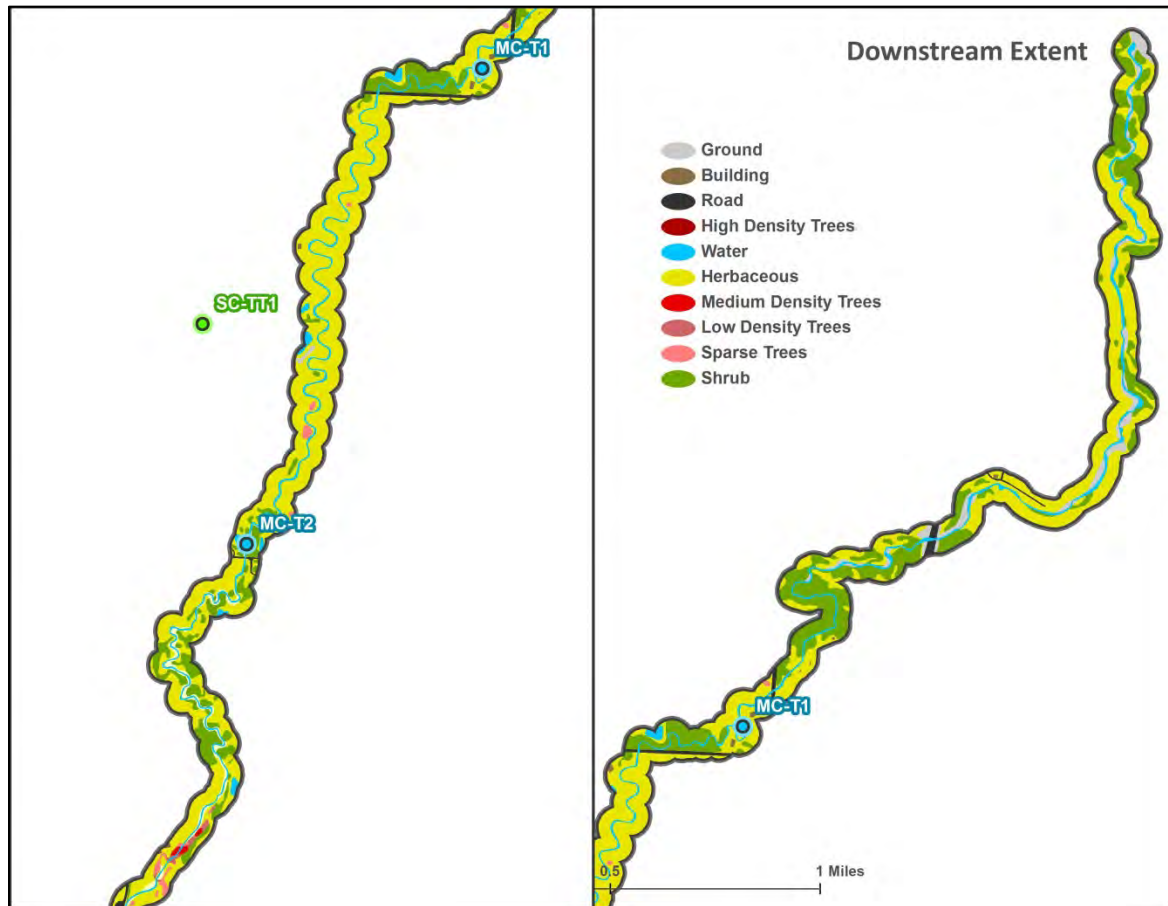 MC-T1
SC-TT1
MC-T2
Downstream Extent
Ground
Building
Road
High Density Trees
Water
Herbaceous
Medium Density Trees
Low Density Trees
Sparse Trees
Shrub
MC-T1
0.5
1 Miles